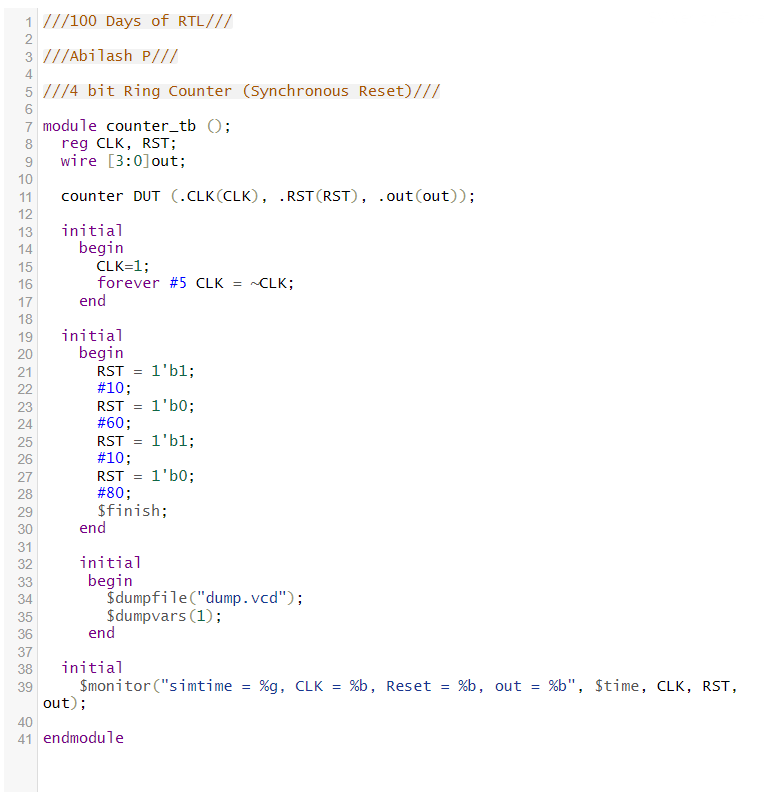 1 ///100 Days of RTL///
2
3 ///Abilash P///
4
5 ///4 bit Ring Counter (Synchronous Reset)///
6
7 module counter_tb ();
8   reg CLK, RST;
9   wire [3:0]out;
10
11   counter DUT (.CLK(CLK), .RST(RST), .out(out));
12
13   initial
14     begin
15       CLK=1;
16       forever #5 CLK = ~CLK;
17     end
18
19   initial
20     begin
21       RST = 1'b1;
22       #10;
23       RST = 1'b0;
24       #60;
25       RST = 1'b1;
26       #10;
27       RST = 1'b0;
28       #80;
29       $finish;
30     end
31
32     initial
33      begin
34        $dumpfile("dump.vcd");
35        $dumpvars(1);
36      end
37
38   initial
39     $monitor("simtime = %g, CLK = %b, Reset = %b, out = %b", $time, CLK, RST,
out);
40
41 endmodule